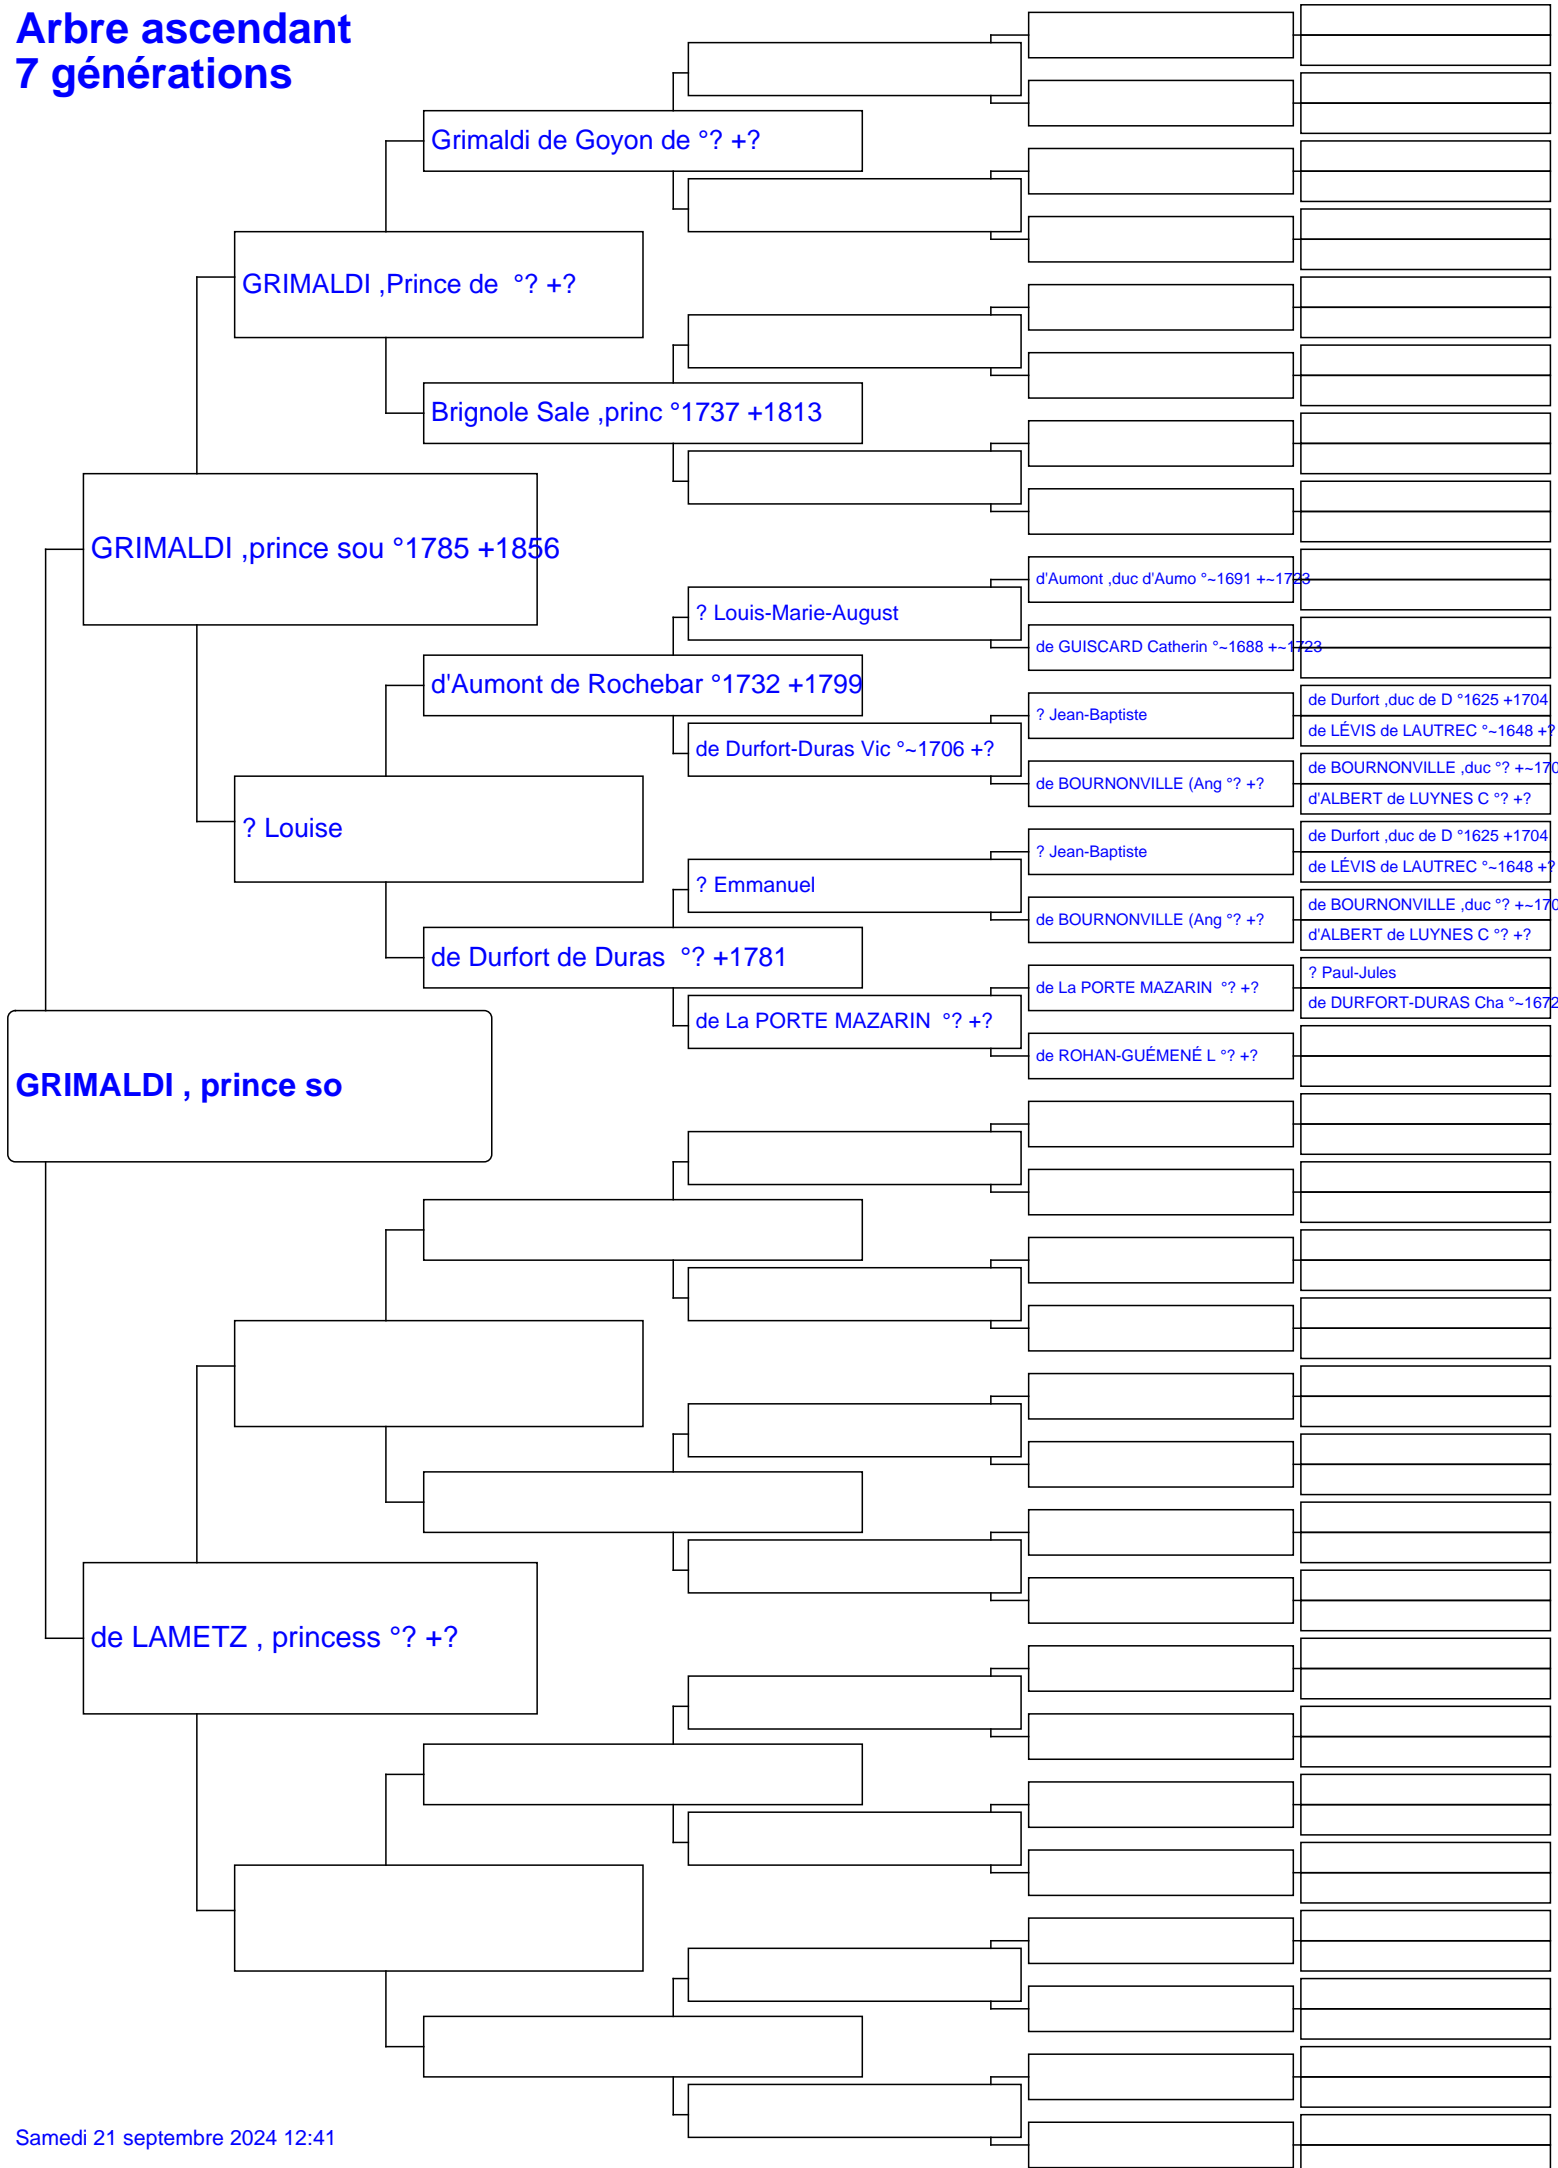 Arbre ascendant
7 générations
Grimaldi de Goyon de °? +?
GRIMALDI ,Prince de °? +?
Brignole Sale ,princ °1737 +1813
GRIMALDI ,prince sou °1785 +1856
d'Aumont ,duc d'Aumo °~1691 +~1723
? Louis-Marie-August
de GUISCARD Catherin °~1688 +~1723
d'Aumont de Rochebar °1732 +1799
de Durfort ,duc de D °1625 +1704
? Jean-Baptiste
de LÉVIS de LAUTREC °~1648 +?
de Durfort-Duras Vic °~1706 +?
de BOURNONVILLE ,duc °? +~170
de BOURNONVILLE (Ang °? +?
d'ALBERT de LUYNES C °? +?
? Louise
de Durfort ,duc de D °1625 +1704
? Jean-Baptiste
de LÉVIS de LAUTREC °~1648 +?
? Emmanuel
de BOURNONVILLE ,duc °? +~170
de BOURNONVILLE (Ang °? +?
d'ALBERT de LUYNES C °? +?
de Durfort de Duras °? +1781
? Paul-Jules
de La PORTE MAZARIN °? +?
de DURFORT-DURAS Cha °~1672
de La PORTE MAZARIN °? +?
de ROHAN-GUÉMENÉ L °? +?
GRIMALDI , prince so
de LAMETZ , princess °? +?
Samedi 21 septembre 2024 12:41